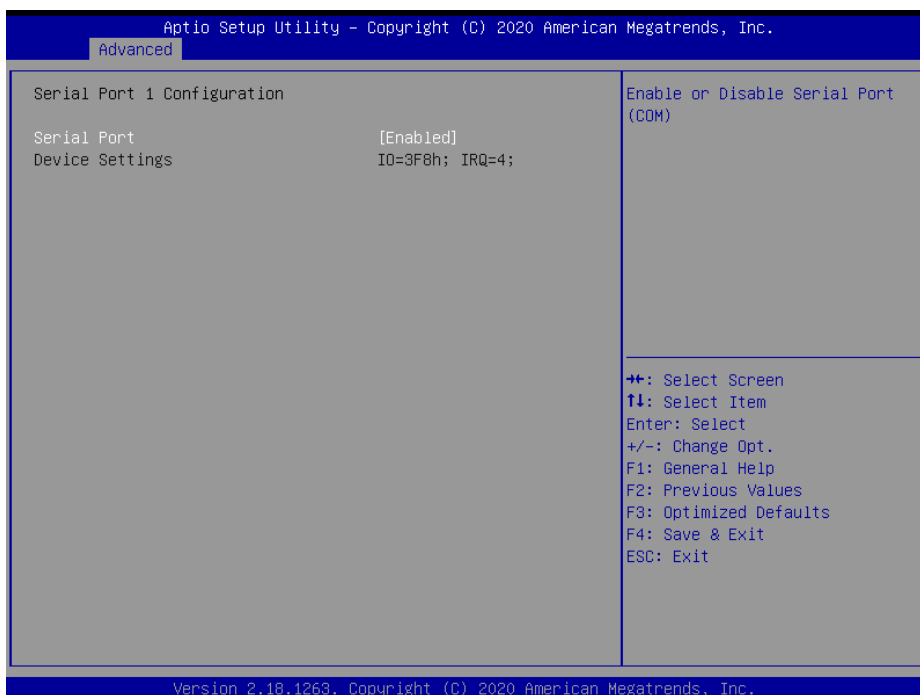 Aptio Setup Utility – Copyright (C) 2020 American Megatrends, Inc.
Advanced
Serial Port 1 Configuration
Serial Port [Enabled]
Device Settings IO=3F8h; IRQ=4;
Enable or Disable Serial Port
(COM)
→←: Select Screen
↑↓: Select Item
Enter: Select
+/-: Change Opt.
F1: General Help
F2: Previous Values
F3: Optimized Defaults
F4: Save & Exit
ESC: Exit
Version 2.18.1263. Copyright (C) 2020 American Megatrends, Inc.